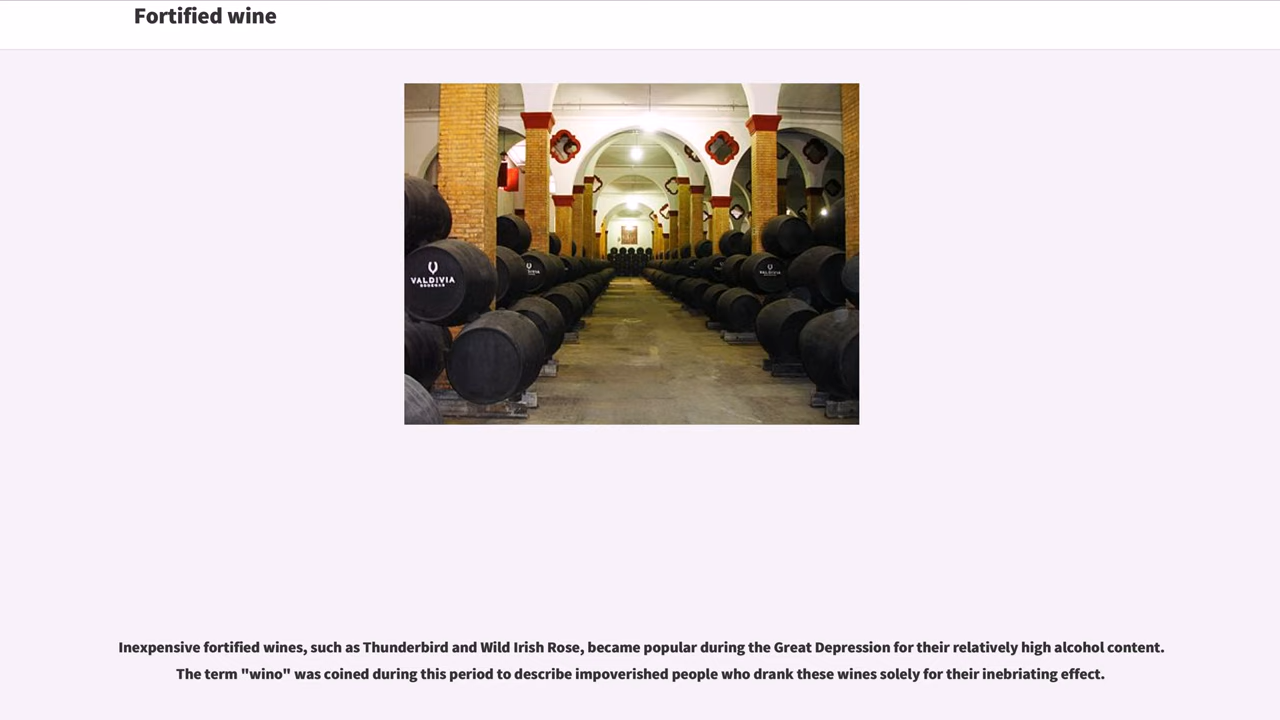 Fortified wine
VALDIVIA
BODEGAS
VALDIVIA
Inexpensive fortified wines, such as Thunderbird and Wild Irish Rose, became popular during the Great Depression for their relatively high alcohol content.
The term "wino" was coined during this period to describe impoverished people who drank these wines solely for their inebriating effect.